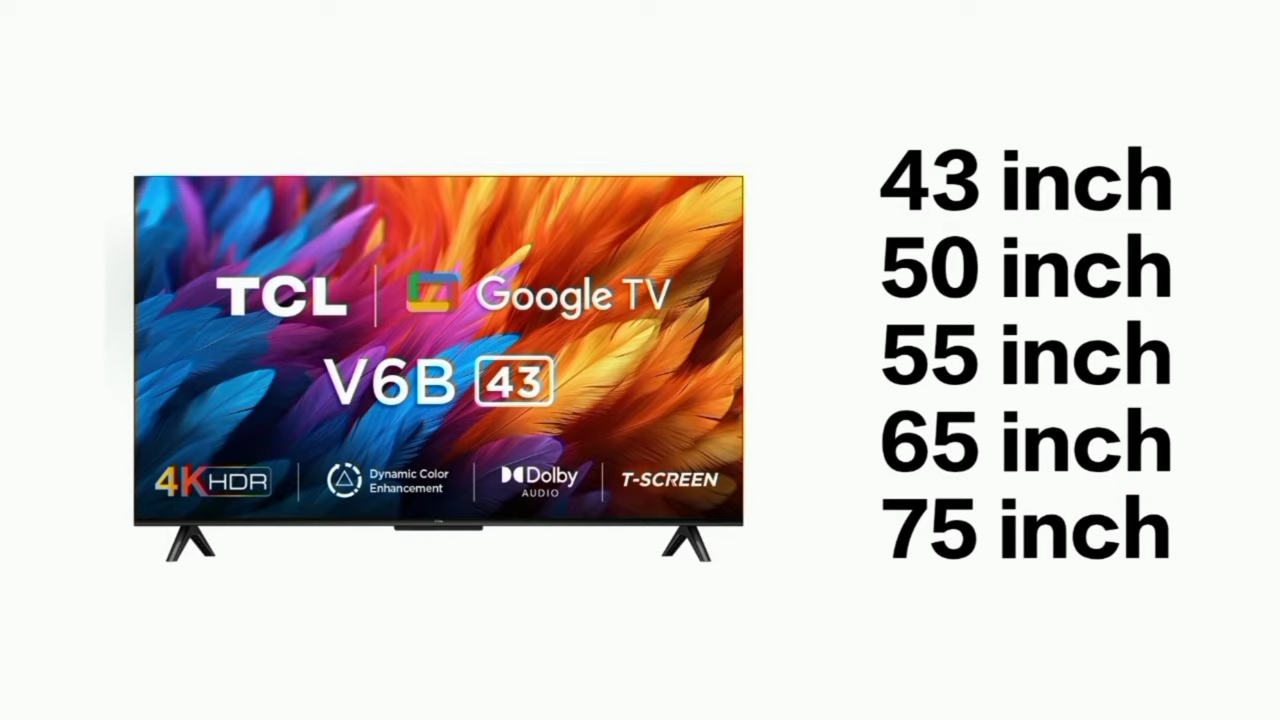 TCL | Google TV
V6B 43
4K HDR | Dynamic Color Enhancement | Dolby AUDIO | T-SCREEN
43 inch
50 inch
55 inch
65 inch
75 inch